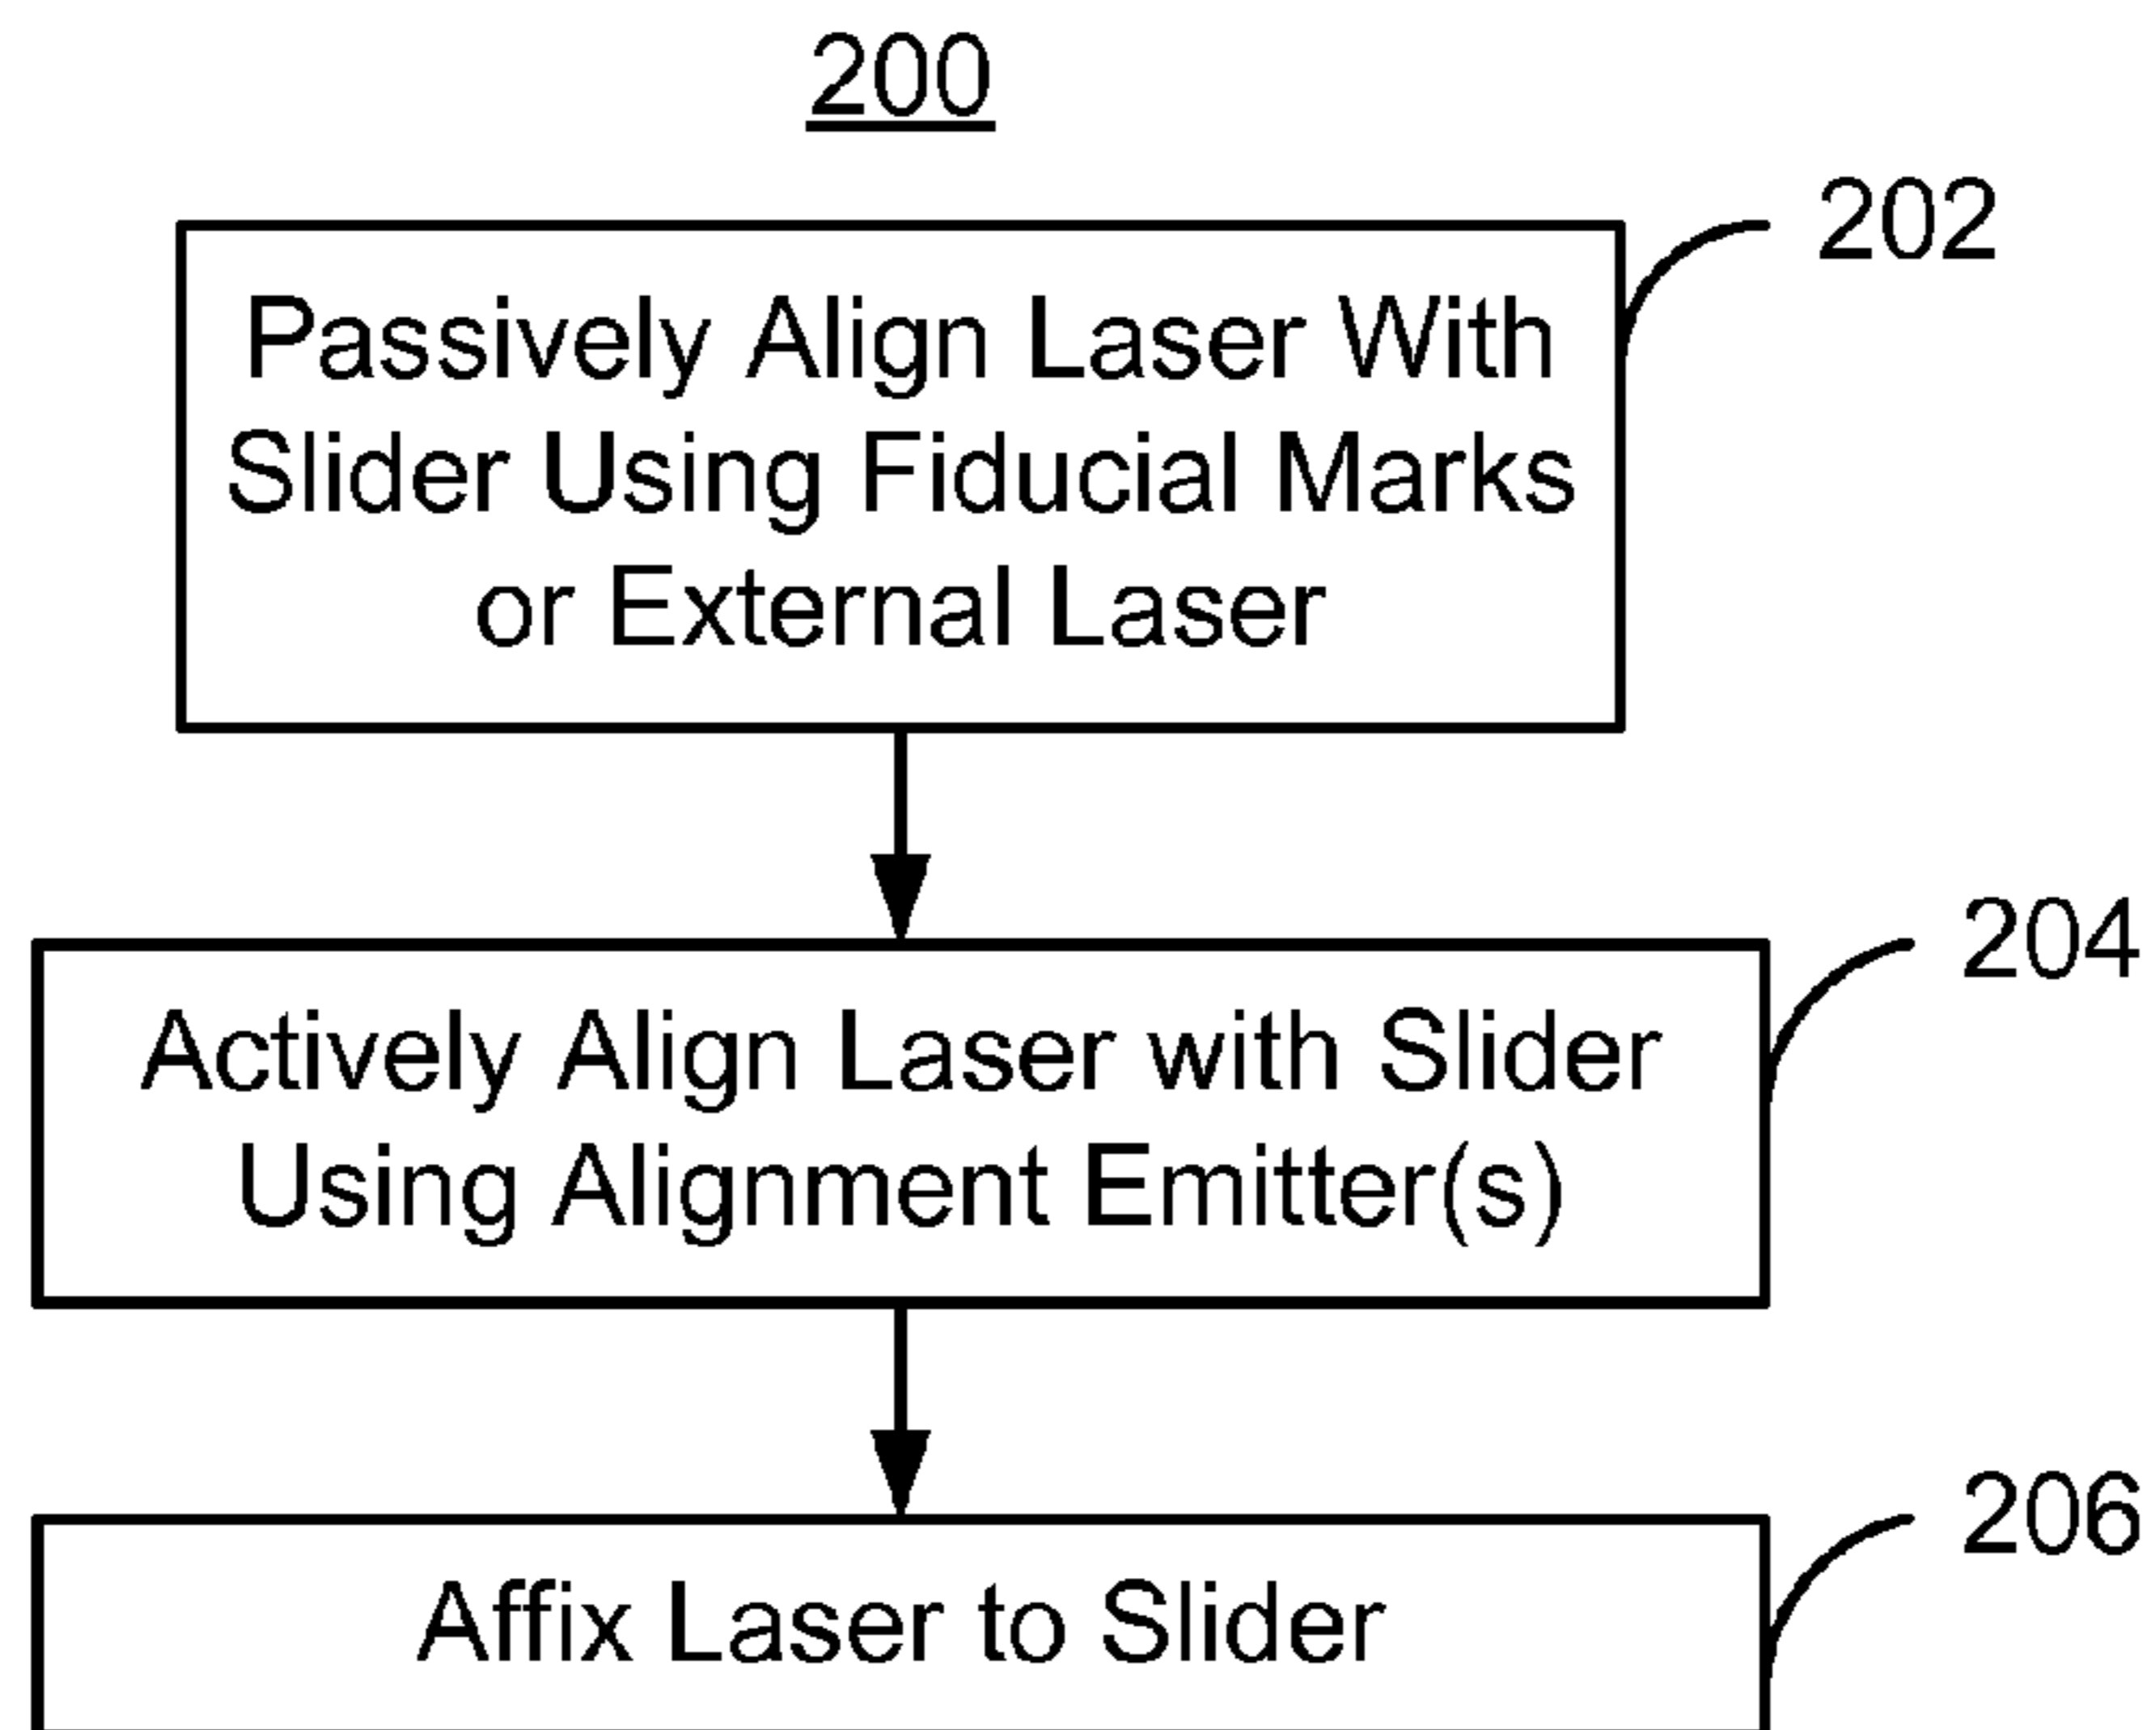 200
202
Passively Align Laser With
Slider Using Fiducial Marks
or External Laser
204
Actively Align Laser with Slider
Using Alignment Emitter(s)
206
Affix Laser to Slider